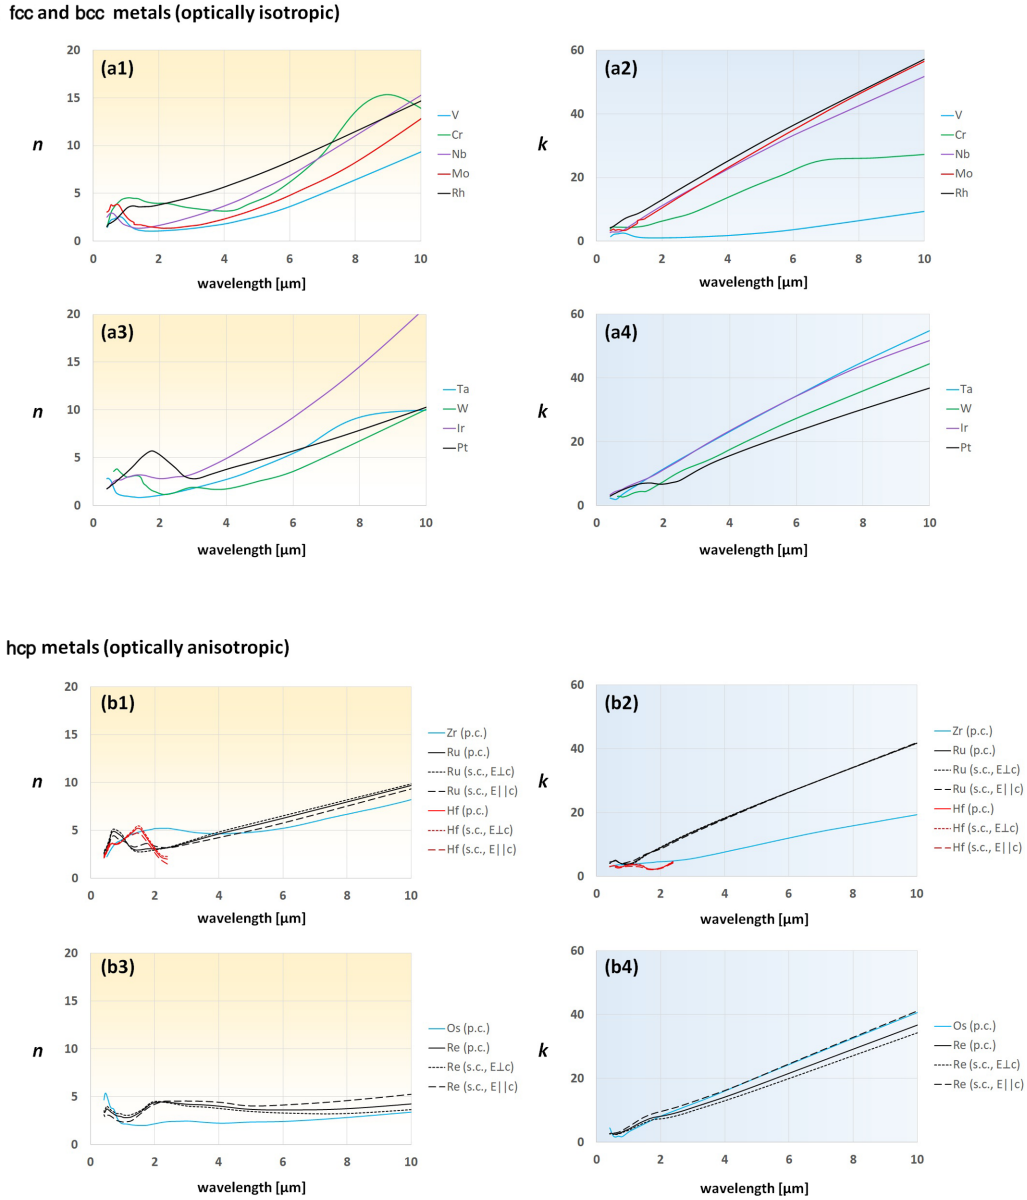 fcc and bcc metals (optically isotropic)
(a1)
20
15
10
5
0
0 2 4 6 8 10
n
wavelength [µm]
V
Cr
Nb
Mo
Rh
(a2)
60
40
20
0
0 2 4 6 8 10
k
wavelength [µm]
V
Cr
Nb
Mo
Rh
(a3)
20
15
10
5
0
0 2 4 6 8 10
n
wavelength [µm]
Ta
W
Ir
Pt
(a4)
60
40
20
0
0 2 4 6 8 10
k
wavelength [µm]
Ta
W
Ir
Pt
hcp metals (optically anisotropic)
(b1)
20
15
10
5
0
0 2 4 6 8 10
n
wavelength [µm]
Zr (p.c.)
Ru (p.c.)
Ru (s.c., E⊥c)
Ru (s.c., E||c)
Hf (p.c.)
Hf (s.c., E⊥c)
Hf (s.c., E||c)
(b2)
60
40
20
0
0 2 4 6 8 10
k
wavelength [µm]
Zr (p.c.)
Ru (p.c.)
Ru (s.c., E⊥c)
Ru (s.c., E||c)
Hf (p.c.)
Hf (s.c., E⊥c)
Hf (s.c., E||c)
(b3)
20
15
10
5
0
0 2 4 6 8 10
n
wavelength [µm]
Os (p.c.)
Re (p.c.)
Re (s.c., E⊥c)
Re (s.c., E||c)
(b4)
60
40
20
0
0 2 4 6 8 10
k
wavelength [µm]
Os (p.c.)
Re (p.c.)
Re (s.c., E⊥c)
Re (s.c., E||c)